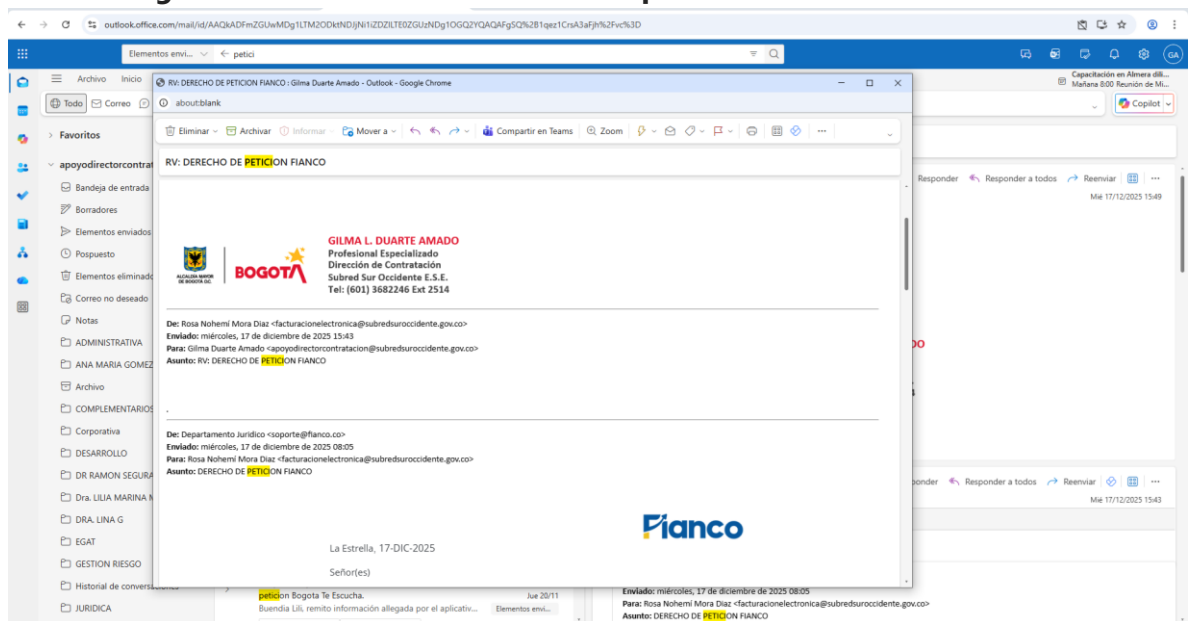 outlook.office.com/mail/id/AAQkADFmZGUwMDg1LTM2ODktNDJjNi1iZDZiLTE0ZGUzNDg1OGQ2YQAQAFgSQ%2B1qez1CrsA3aFjh%2Fvc%3D
Elementos envi... petici
GA
Archivo Inicio
Capacitación en Almera dili...
Mañana 8:00 Reunión de Mi...
Todo Correo
Copilot
RV: DERECHO DE PETICION FIANCO : Gilma Duarte Amado - Outlook - Google Chrome
about:blank
Eliminar Archivar Informar Mover a Compartir en Teams Zoom
RV: DERECHO DE PETICION FIANCO
Favoritos
apoyodirectorcontrat
Bandeja de entrada
Borradores
Elementos enviados
Pospuesto
Elementos eliminado
Correo no deseado
Notas
ADMINISTRATIVA
ANA MARIA GOMEZ
Archivo
COMPLEMENTARIOS
Corporativa
DESARROLLO
DR RAMON SEGURA
Dra. LILIA MARINA M
DRA. LINA G
EGAT
GESTION RIESGO
Historial de conversaciones
JURIDICA
ALCALDÍA MAYOR
DE BOGOTÁ D.C.
BOGOTÁ
GILMA L. DUARTE AMADO
Profesional Especializado
Dirección de Contratación
Subred Sur Occidente E.S.E.
Tel: (601) 3682246 Ext 2514
De: Rosa Nohemí Mora Diaz <facturacionelectronica@subredsuroccidente.gov.co>
Enviado: miércoles, 17 de diciembre de 2025 15:43
Para: Gilma Duarte Amado <apoyodirectorcontratacion@subredsuroccidente.gov.co>
Asunto: RV: DERECHO DE PETICION FIANCO
.
De: Departamento Juridico <soporte@fianco.co>
Enviado: miércoles, 17 de diciembre de 2025 08:05
Para: Rosa Nohemi Mora Diaz <facturacionelectronica@subredsuroccidente.gov.co>
Asunto: DERECHO DE PETICION FIANCO
Fianco
La Estrella, 17-DIC-2025
Señor(es)
Responder Responder a todos Reenviar
Mié 17/12/2025 15:49
DO
ponder Responder a todos Reenviar
Mié 17/12/2025 15:43
peticion Bogota Te Escucha. Jue 20/11
Buendia Lili, remito información allegada por el aplicativ... Elementos envi...
Enviado: miércoles, 17 de diciembre de 2025 08:05
Para: Rosa Nohemi Mora Diaz <facturacionelectronica@subredsuroccidente.gov.co>
Asunto: DERECHO DE PETICION FIANCO